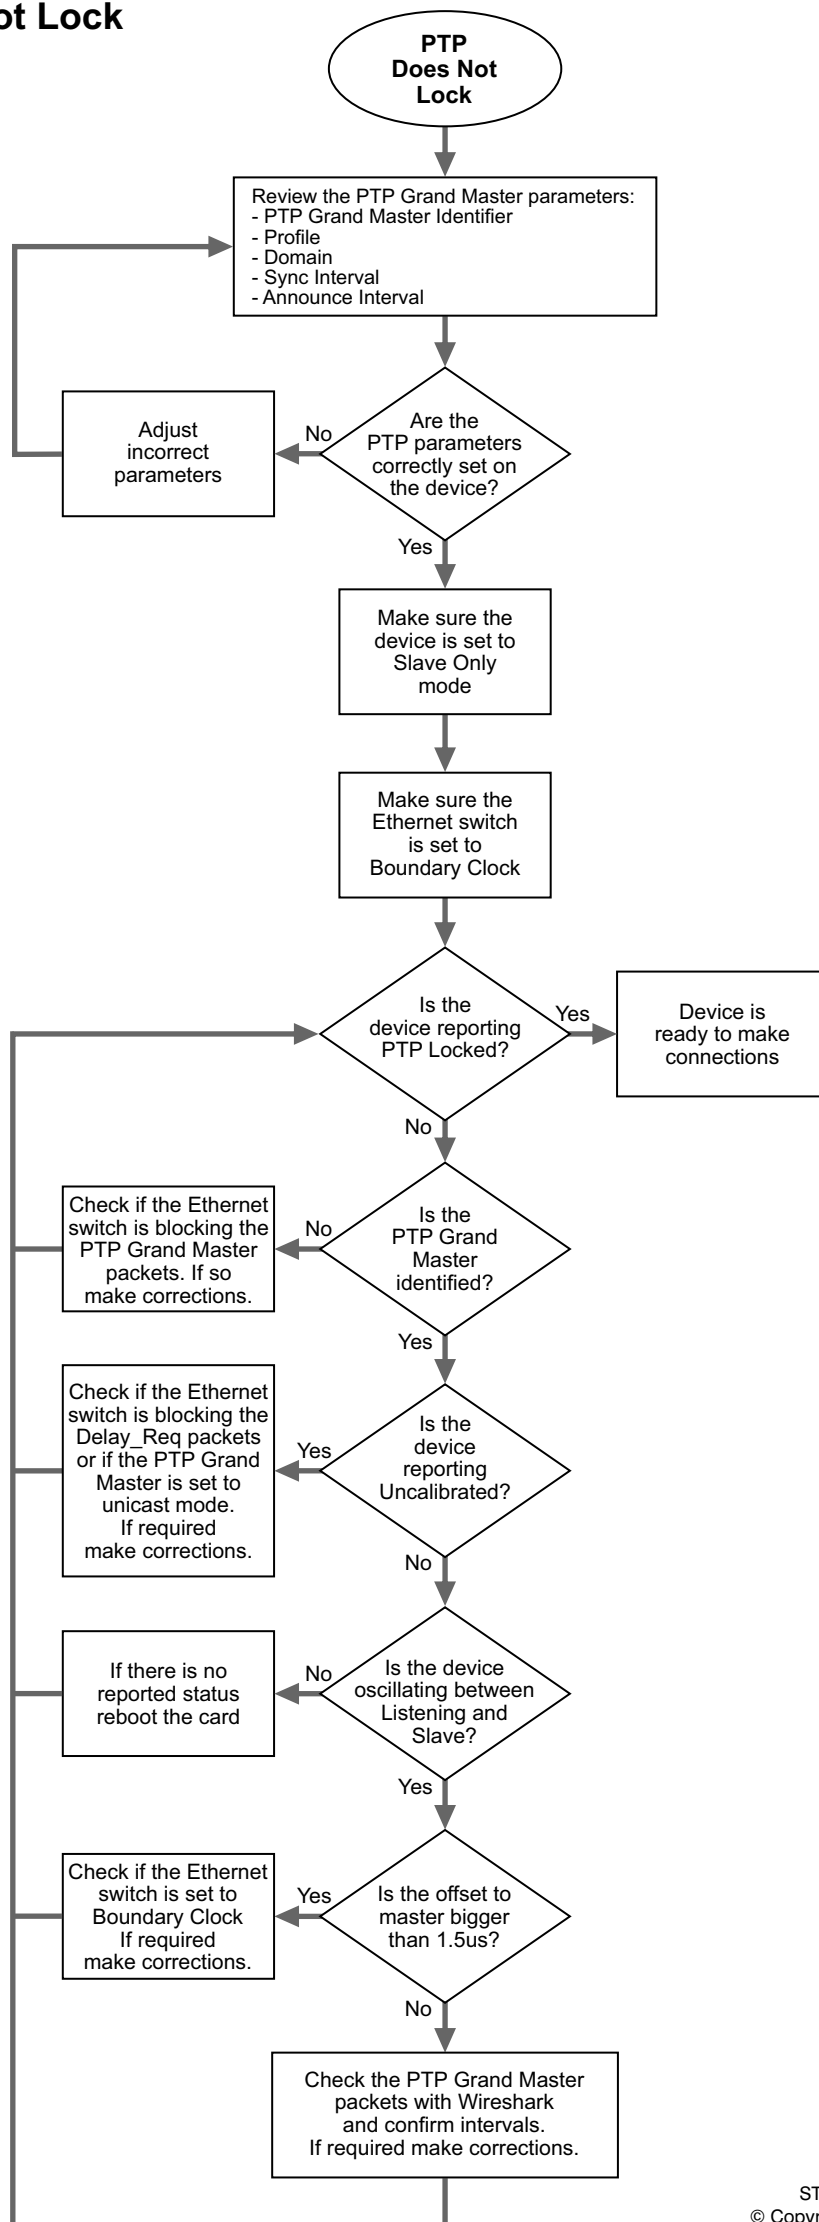 ot Lock
PTP
Does Not
Lock
Review the PTP Grand Master parameters:
- PTP Grand Master Identifier
- Profile
- Domain
- Sync Interval
- Announce Interval
Adjust
incorrect
parameters
No
Are the
PTP parameters
correctly set on
the device?
Yes
Make sure the
device is set to
Slave Only
mode
Make sure the
Ethernet switch
is set to
Boundary Clock
Is the
device reporting
PTP Locked?
Yes
Device is
ready to make
connections
No
Check if the Ethernet
switch is blocking the
PTP Grand Master
packets. If so
make corrections.
No
Is the
PTP Grand
Master
identified?
Yes
Check if the Ethernet
switch is blocking the
Delay_Req packets
or if the PTP Grand
Master is set to
unicast mode.
If required
make corrections.
Yes
Is the
device
reporting
Uncalibrated?
No
If there is no
reported status
reboot the card
No
Is the device
oscillating between
Listening and
Slave?
Yes
Check if the Ethernet
switch is set to
Boundary Clock
If required
make corrections.
Yes
Is the offset to
master bigger
than 1.5us?
No
Check the PTP Grand Master
packets with Wireshark
and confirm intervals.
If required make corrections.
ST
© Copyr